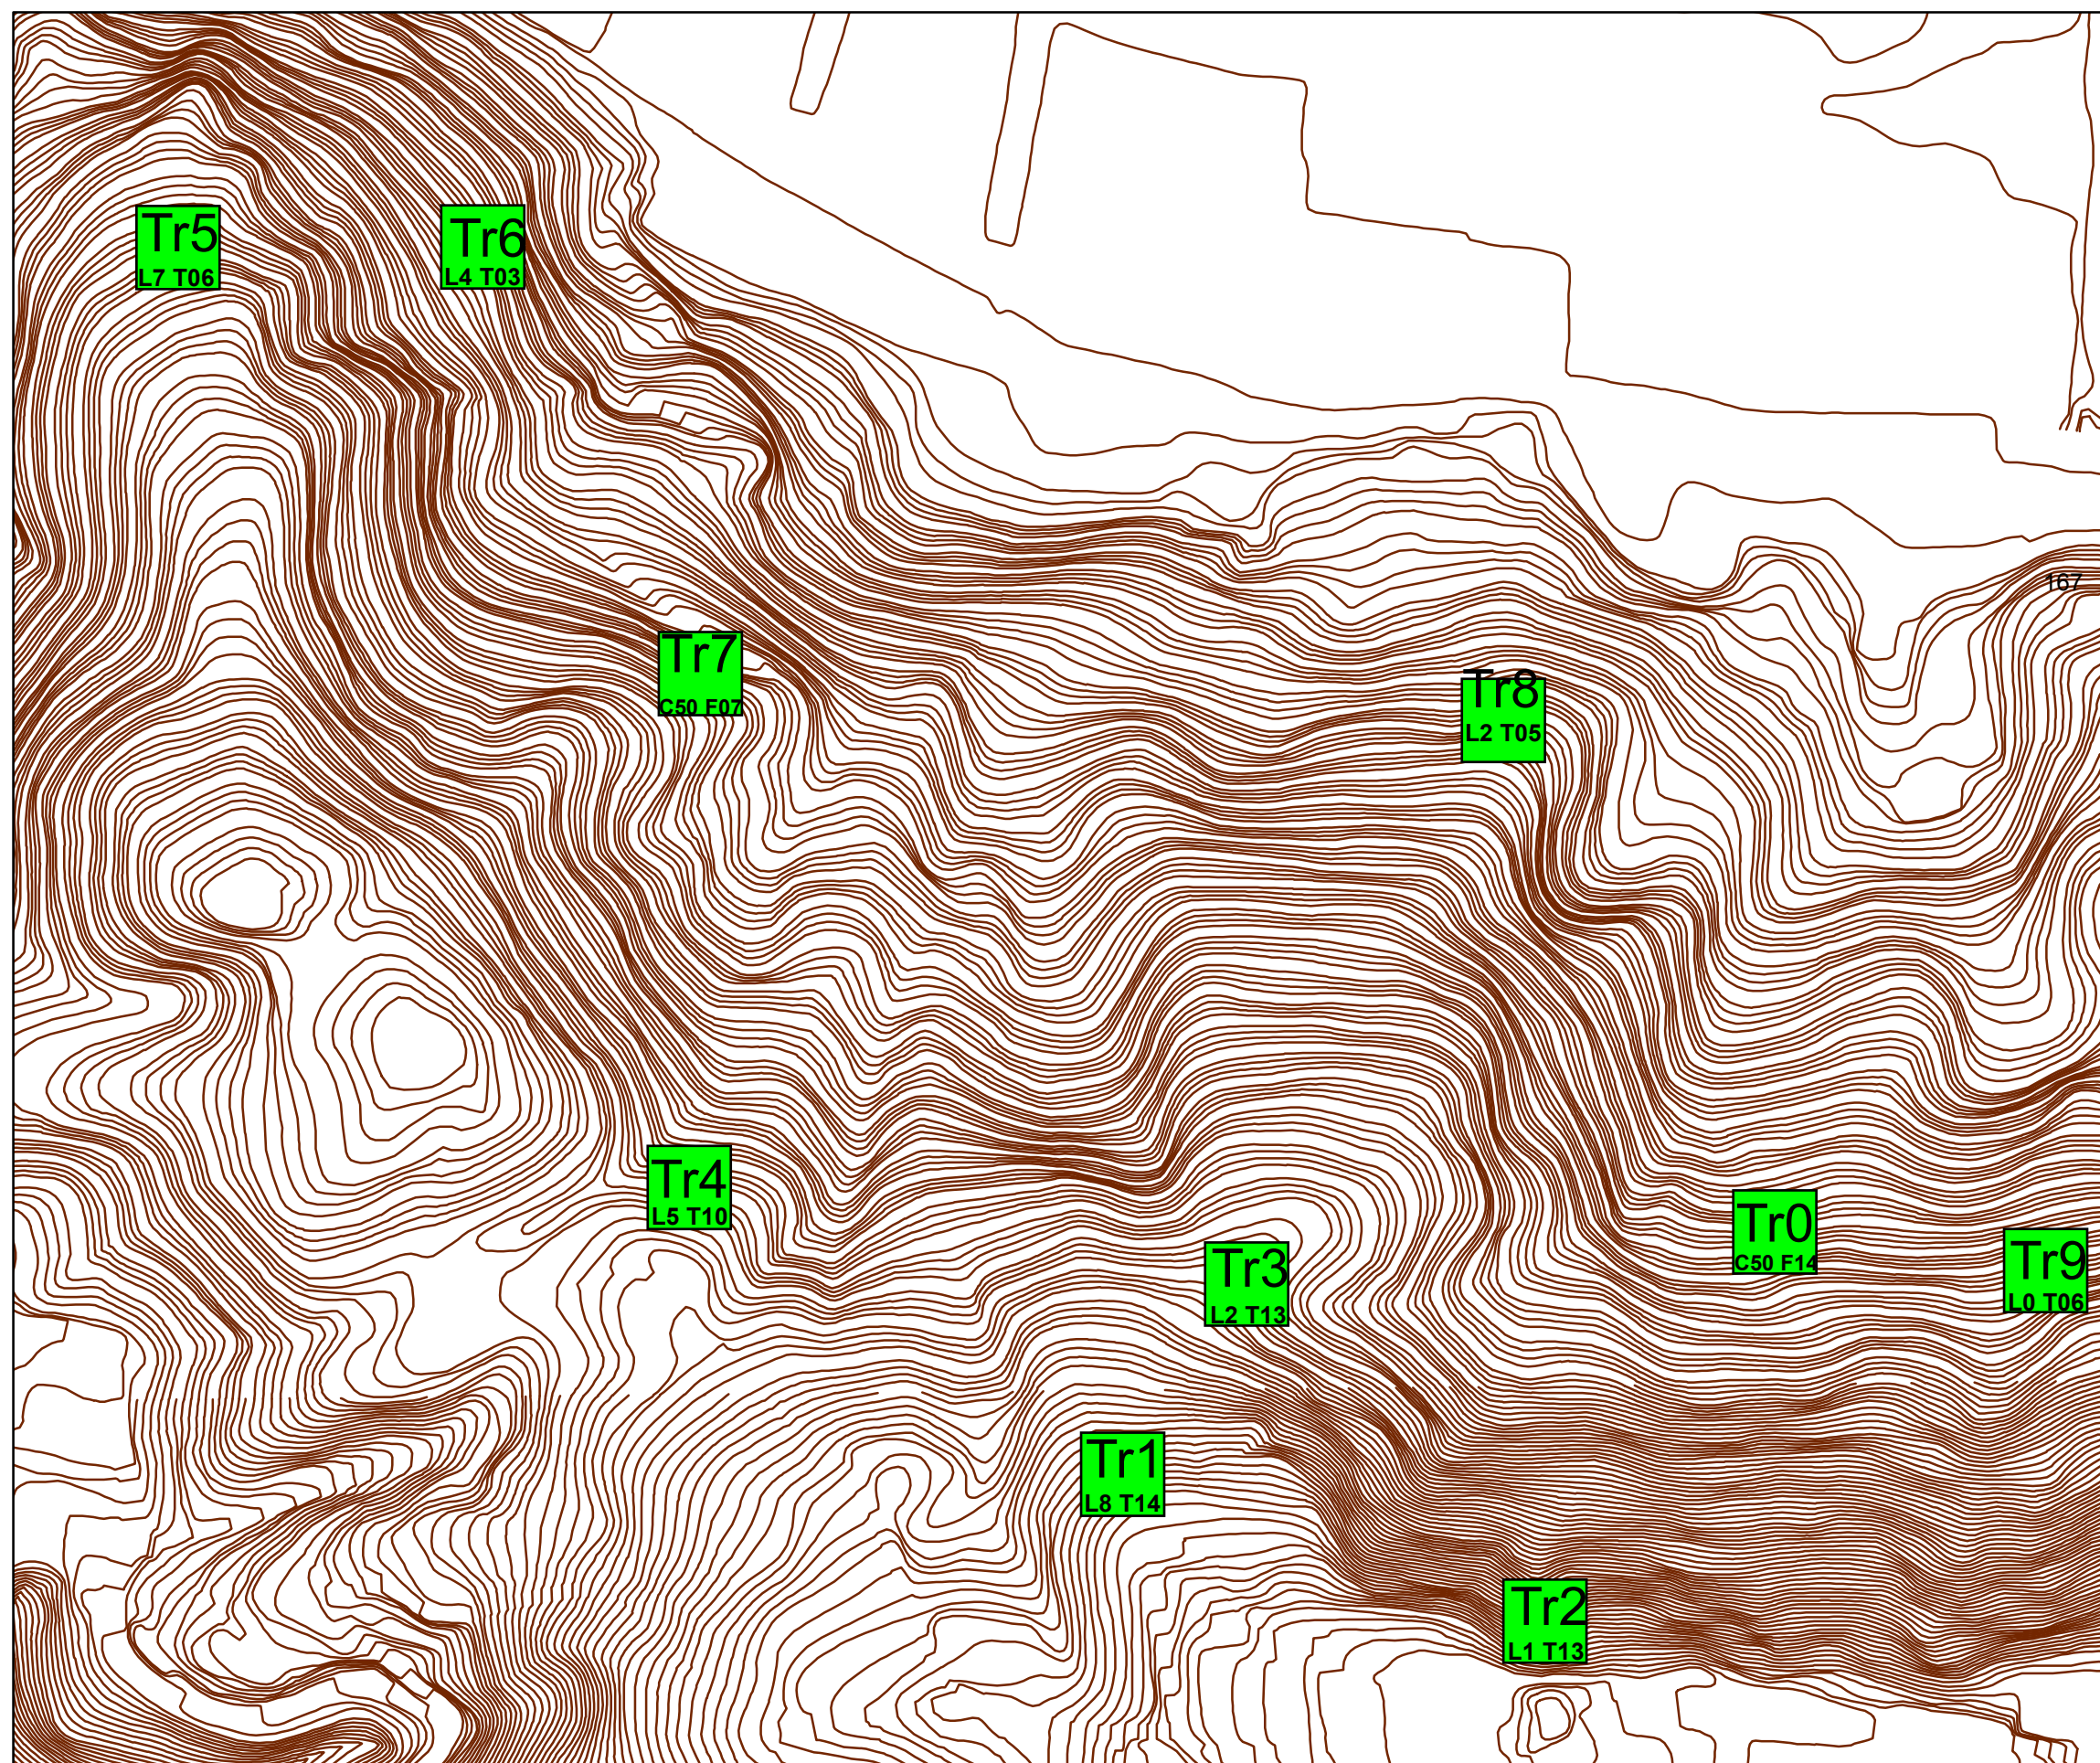 Tr5
L7 T06
Tr6
L4 T03
167
Tr7
C50 F07
Tr8
L2 T05
Tr4
L5 T10
Tr0
C50 F14
Tr3
L2 T13
Tr9
L0 T06
Tr1
L8 T14
Tr2
L1 T13